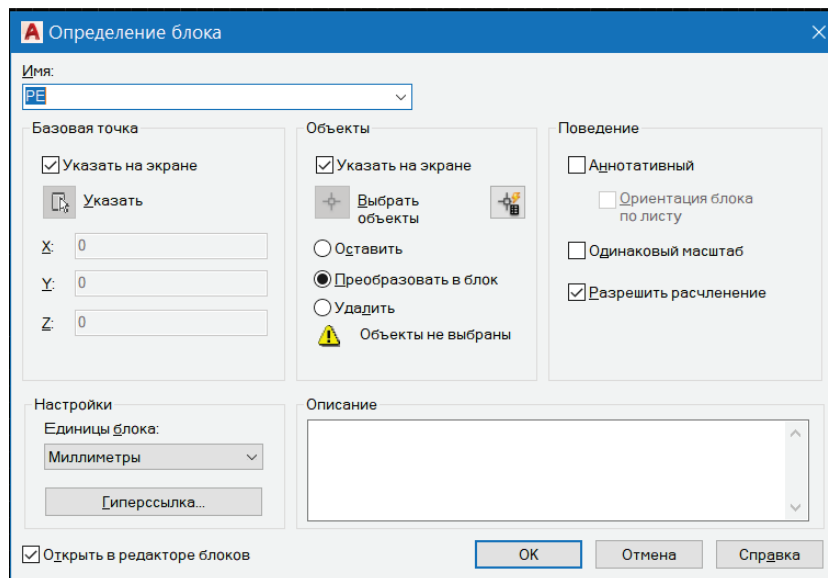 Определение блока
Имя:
PE
Базовая точка
Указать на экране
Указать
X: 0
Y: 0
Z: 0
Объекты
Указать на экране
Выбрать
объекты
Оставить
Преобразовать в блок
Удалить
Объекты не выбраны
Поведение
Аннотативный
Ориентация блока
по листу
Одинаковый масштаб
Разрешить расчленение
Настройки
Единицы блока:
Миллиметры
Гиперссылка...
Описание
Открыть в редакторе блоков
ОК
Отмена
Справка